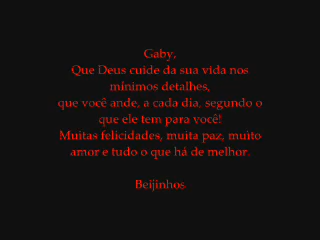 Gaby,
Que Deus cuide da sua vida nos
mínimos detalhes,
que você ande, a cada dia, segundo o
que ele tem para você!
Muitas felicidades, muita paz, muito
amor e tudo o que há de melhor.
Beijinhos